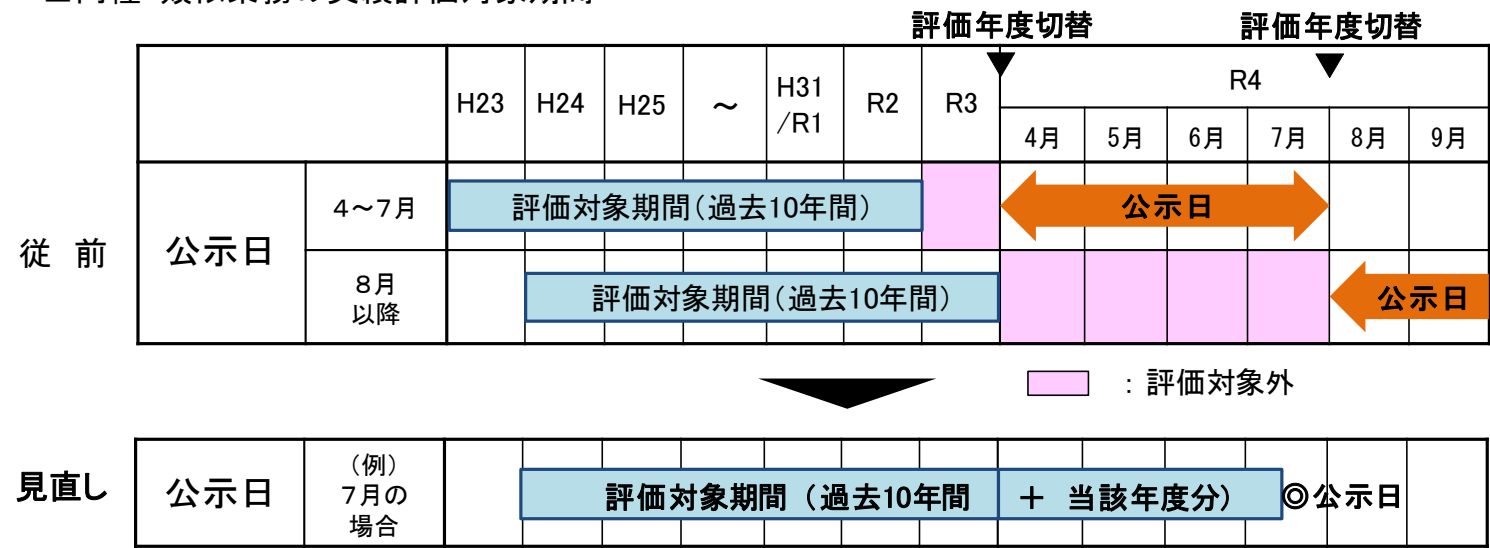 評価年度切替 評価年度切替
H23 H24 H25 ～ H31/R1 R2 R3 R4
4月 5月 6月 7月 8月 9月
従 前
公示日
4～7月
評価対象期間(過去10年間)
公示日
8月
以降
評価対象期間(過去10年間)
公示日
：評価対象外
見直し
公示日
(例)
7月の
場合
評価対象期間 (過去10年間 ＋ 当該年度分)
◎公示日